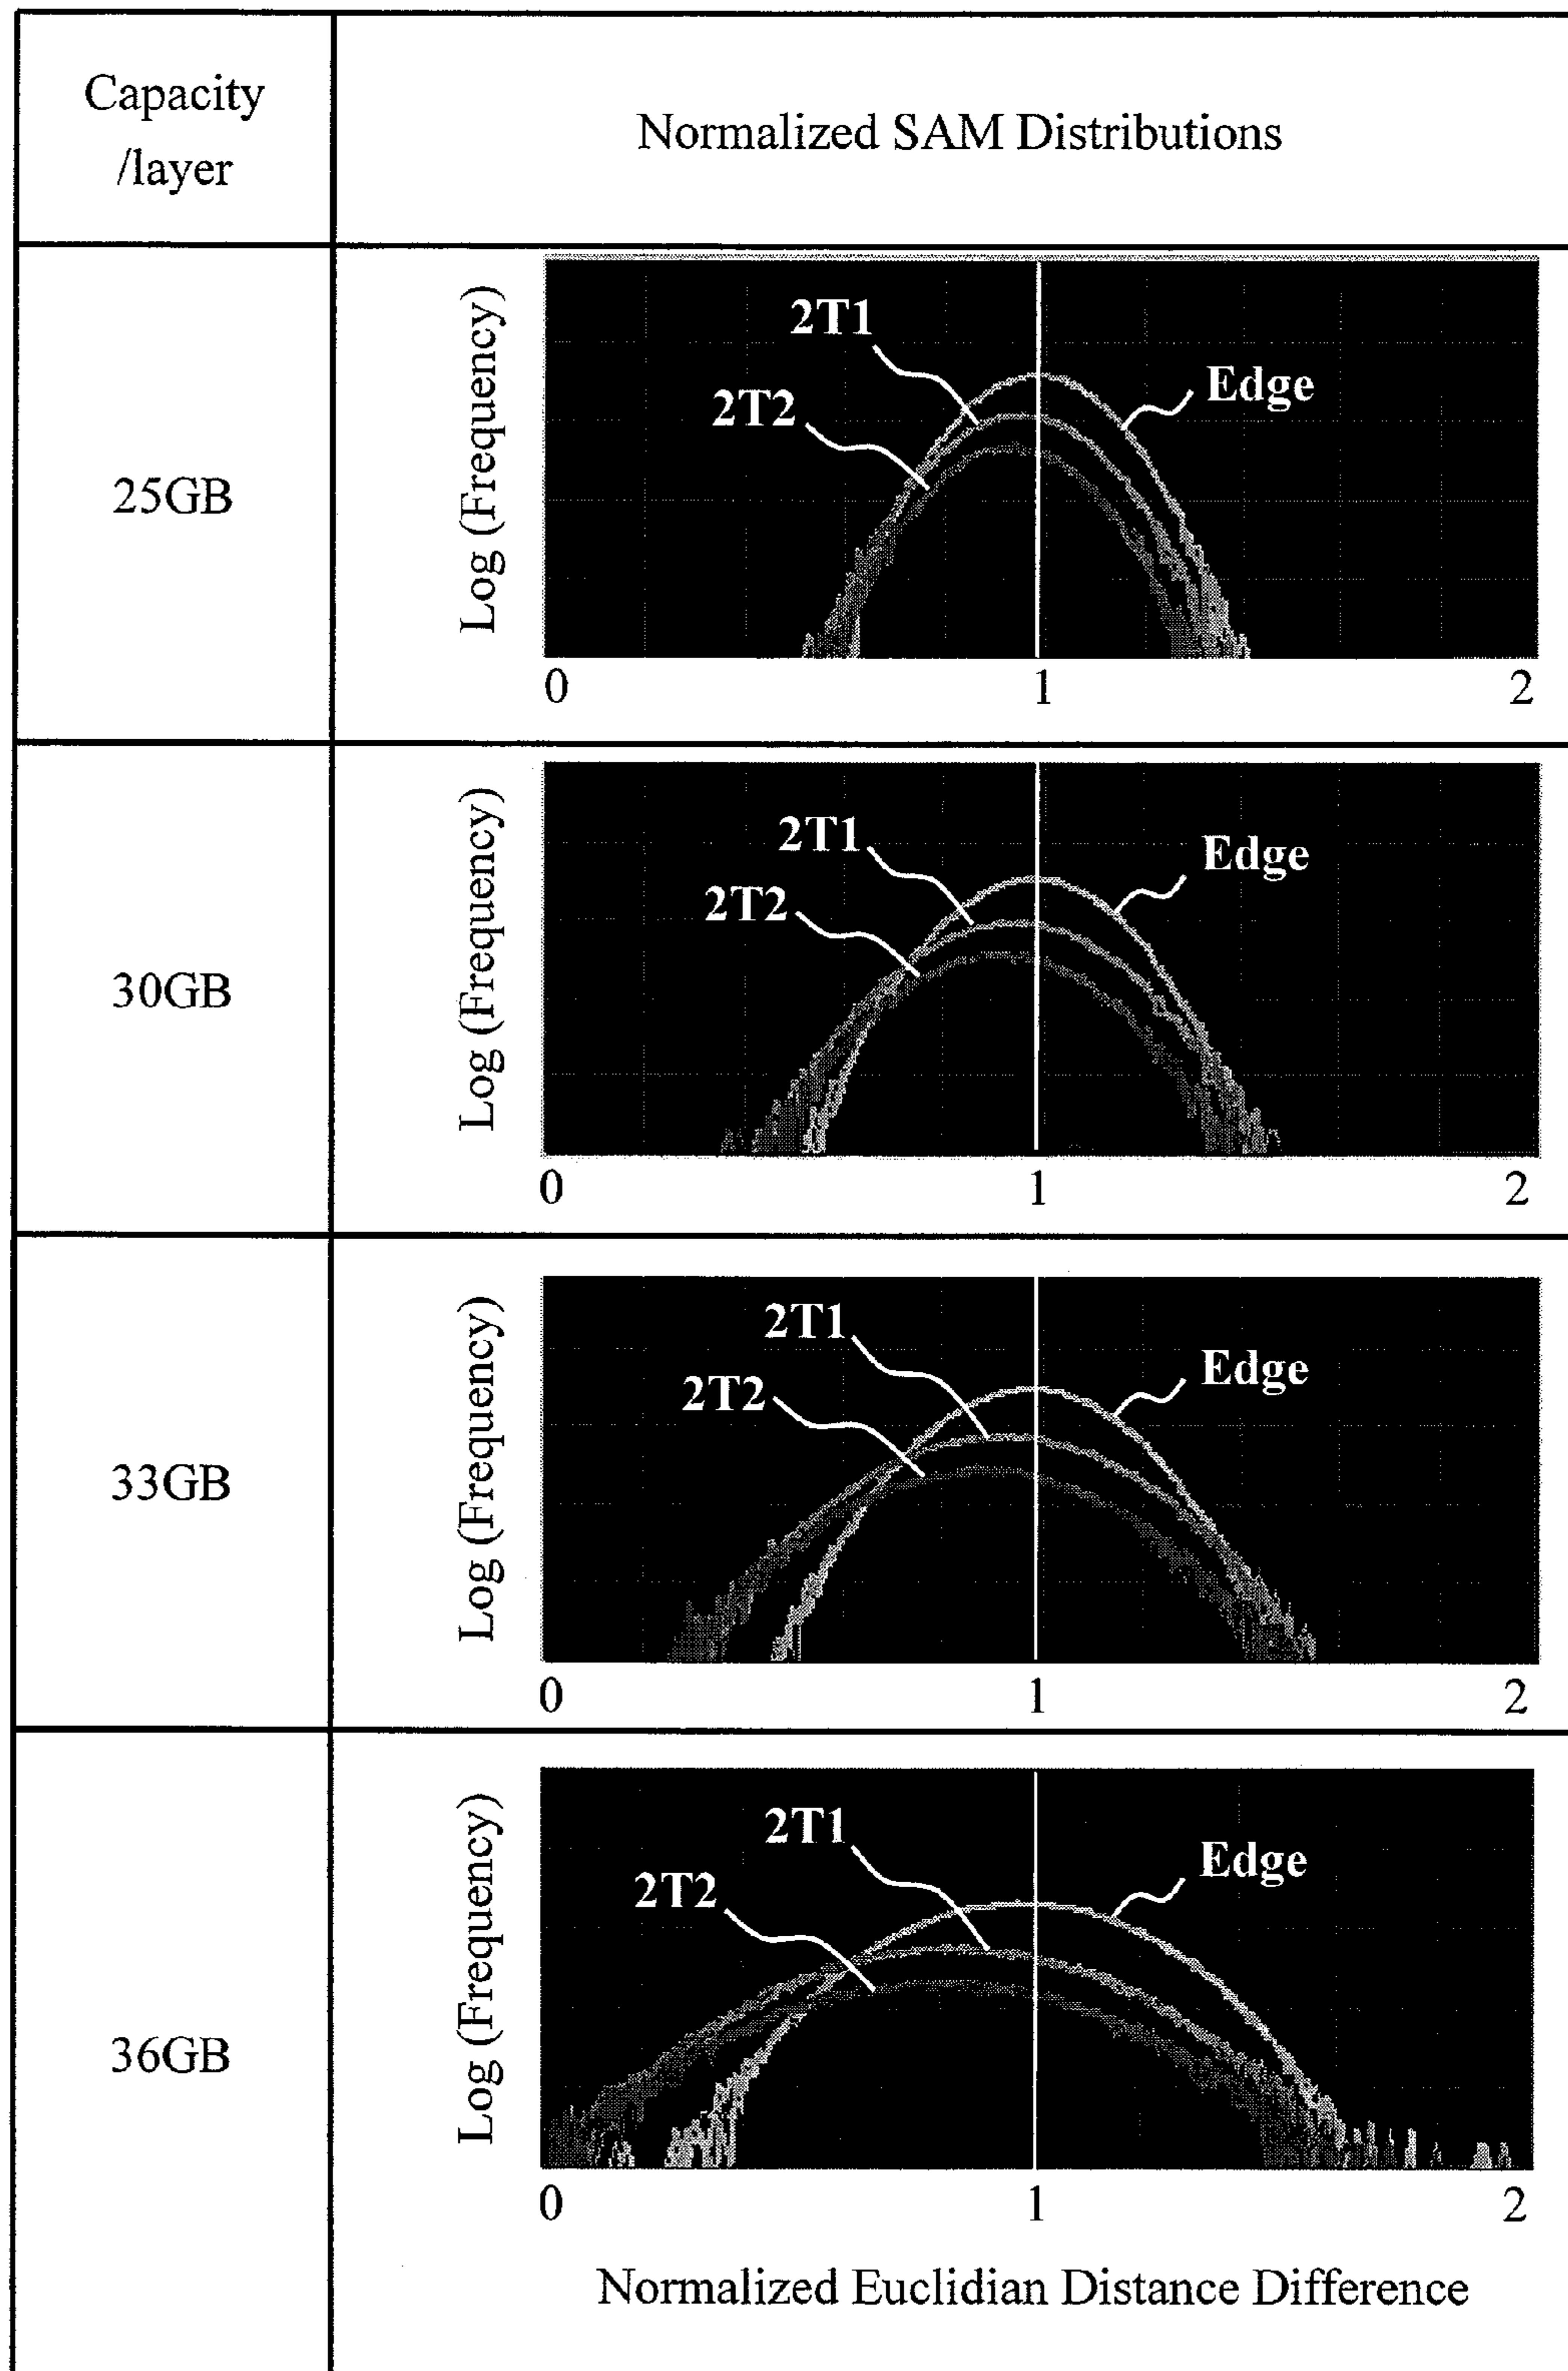 Capacity
/layer
Normalized SAM Distributions
25GB
Log (Frequency)
2T1
2T2
Edge
0 1 2
30GB
Log (Frequency)
2T1
2T2
Edge
0 1 2
33GB
Log (Frequency)
2T1
2T2
Edge
0 1 2
36GB
Log (Frequency)
2T1
2T2
Edge
0 1 2
Normalized Euclidian Distance Difference